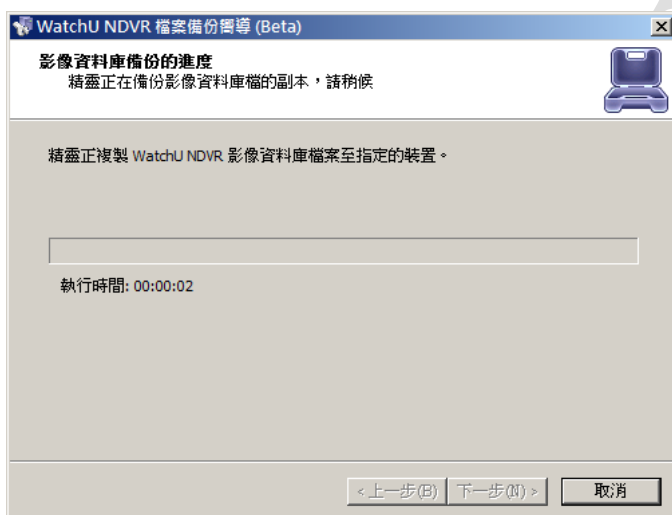 WatchU NDVR 檔案備份嚮導 (Beta)
影像資料庫備份的進度
精靈正在備份影像資料庫檔的副本，請稍候
精靈正複製 WatchU NDVR 影像資料庫檔案至指定的裝置。
執行時間: 00:00:02
<上一步(B) 下一步(N)> 取消